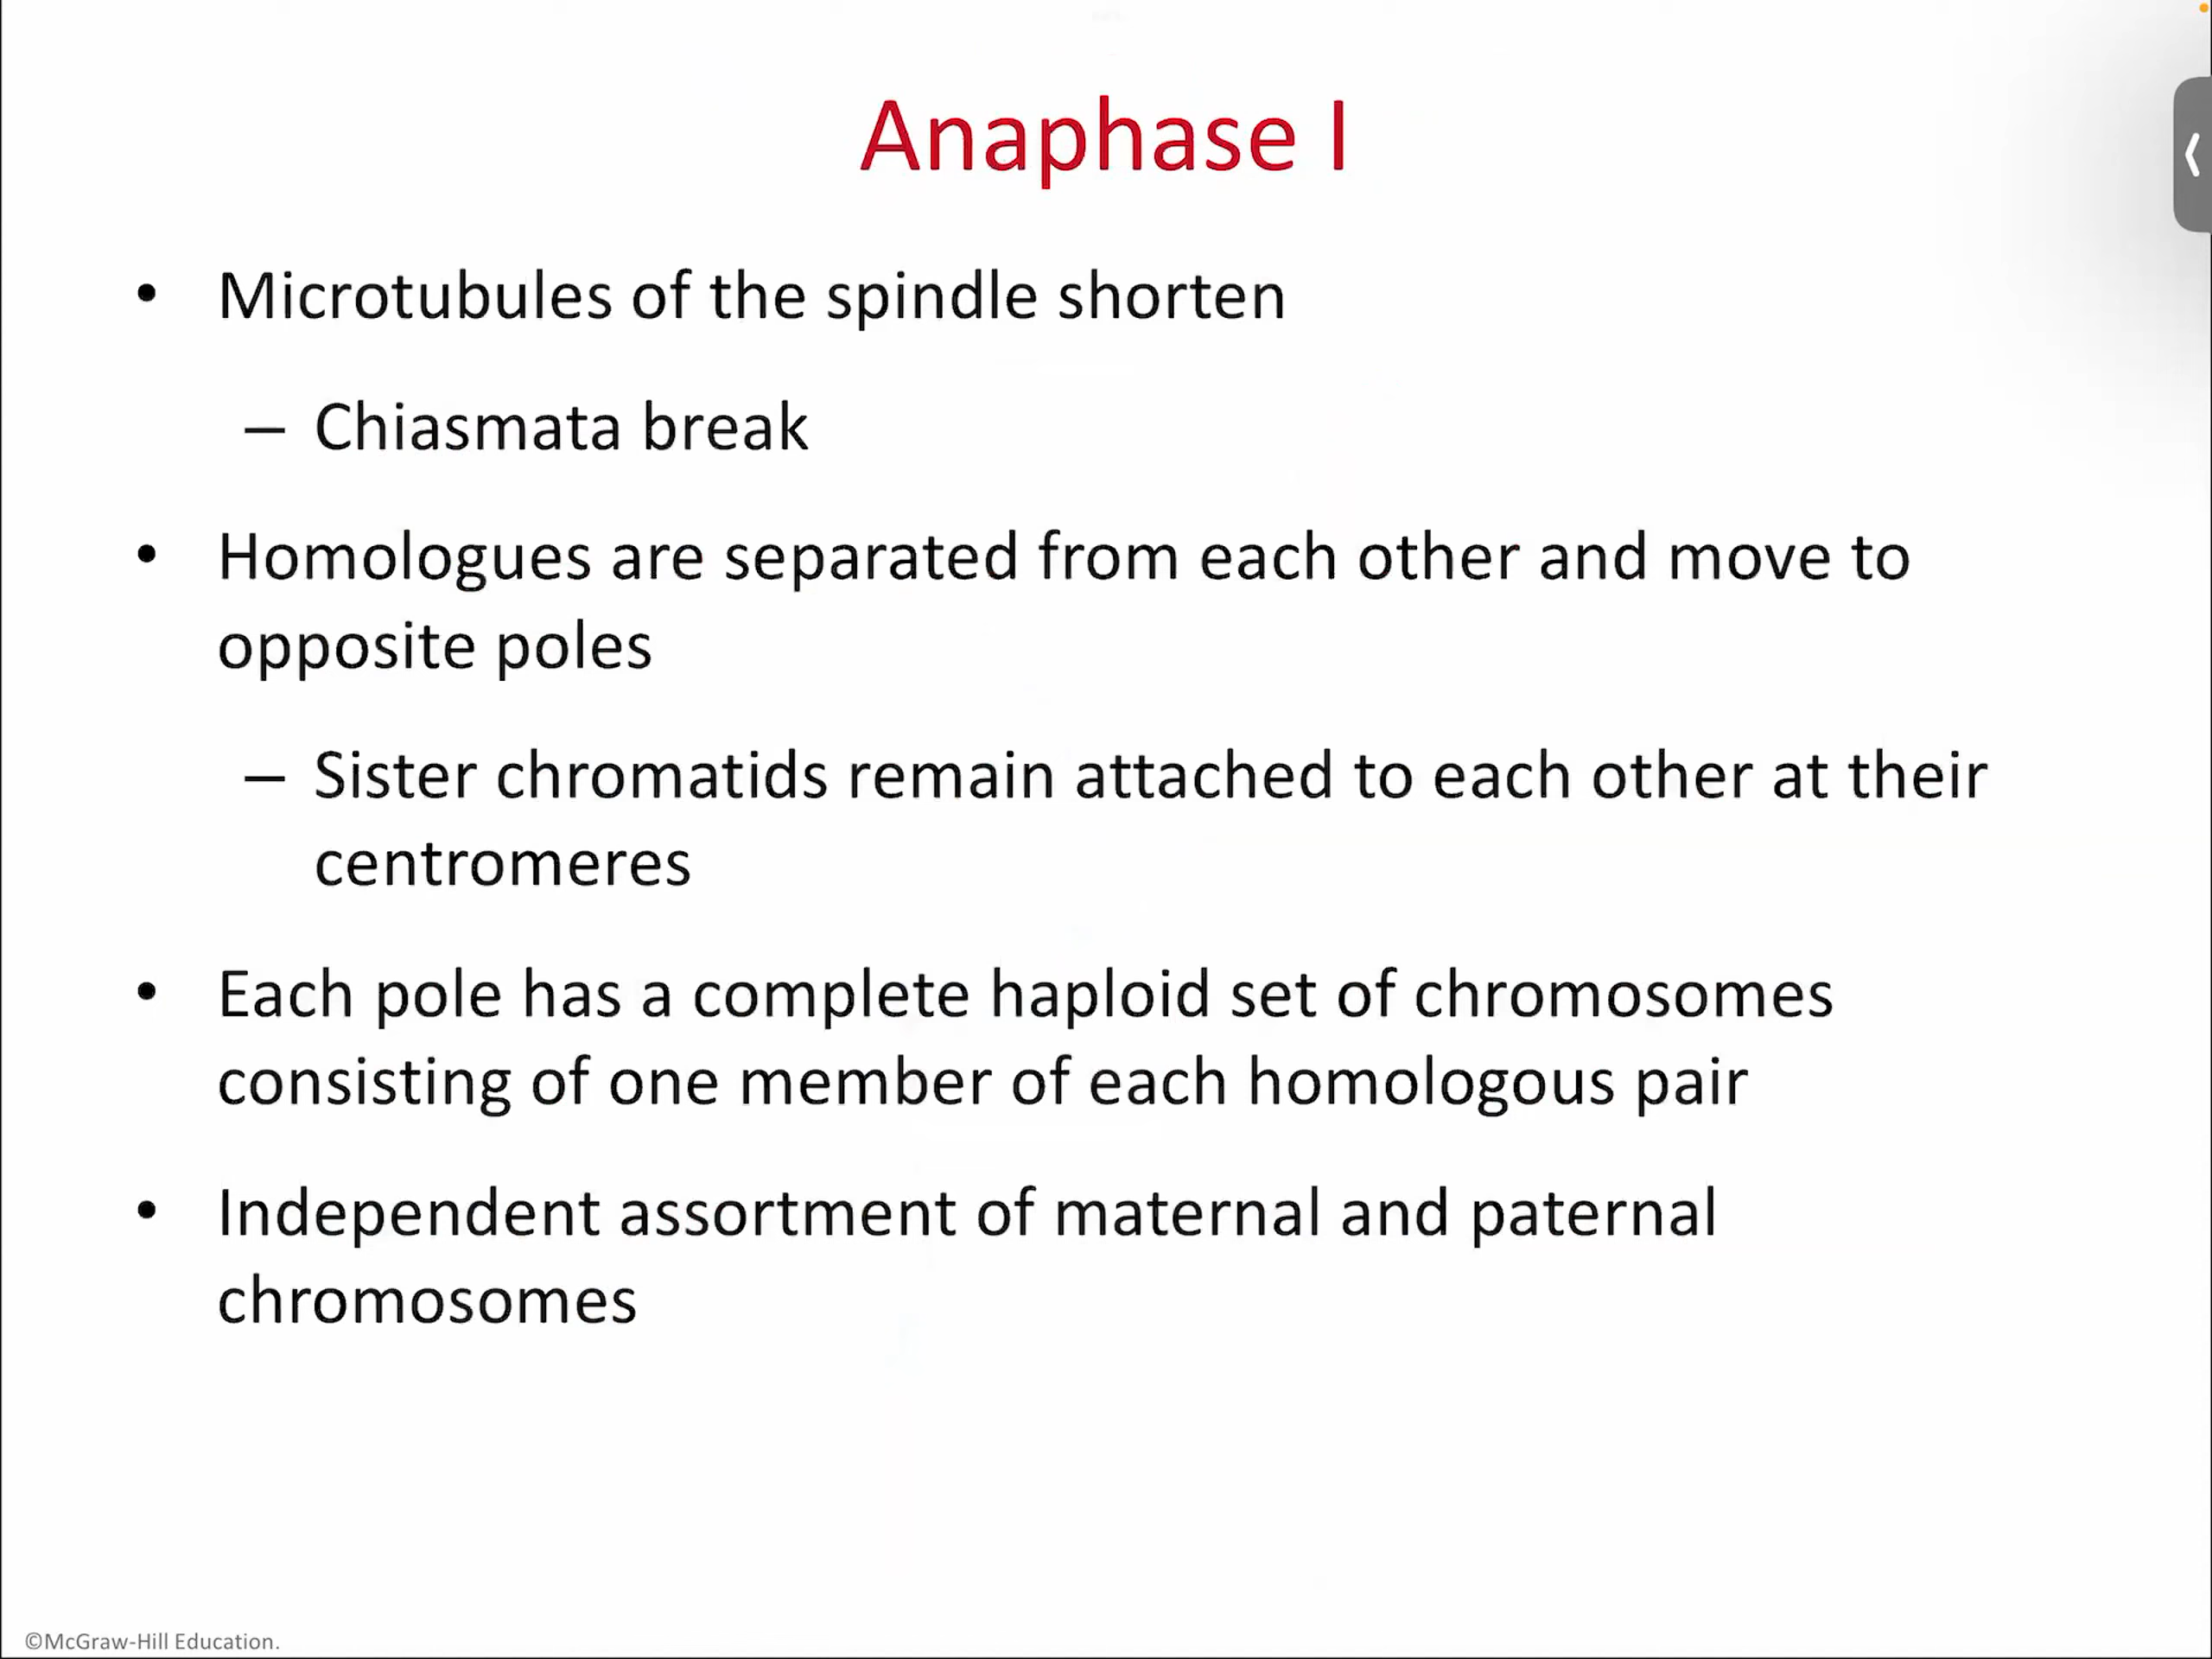 Anaphase I
• Microtubules of the spindle shorten
– Chiasmata break
• Homologues are separated from each other and move to
opposite poles
– Sister chromatids remain attached to each other at their
centromeres
• Each pole has a complete haploid set of chromosomes
consisting of one member of each homologous pair
• Independent assortment of maternal and paternal
chromosomes
©McGraw-Hill Education.